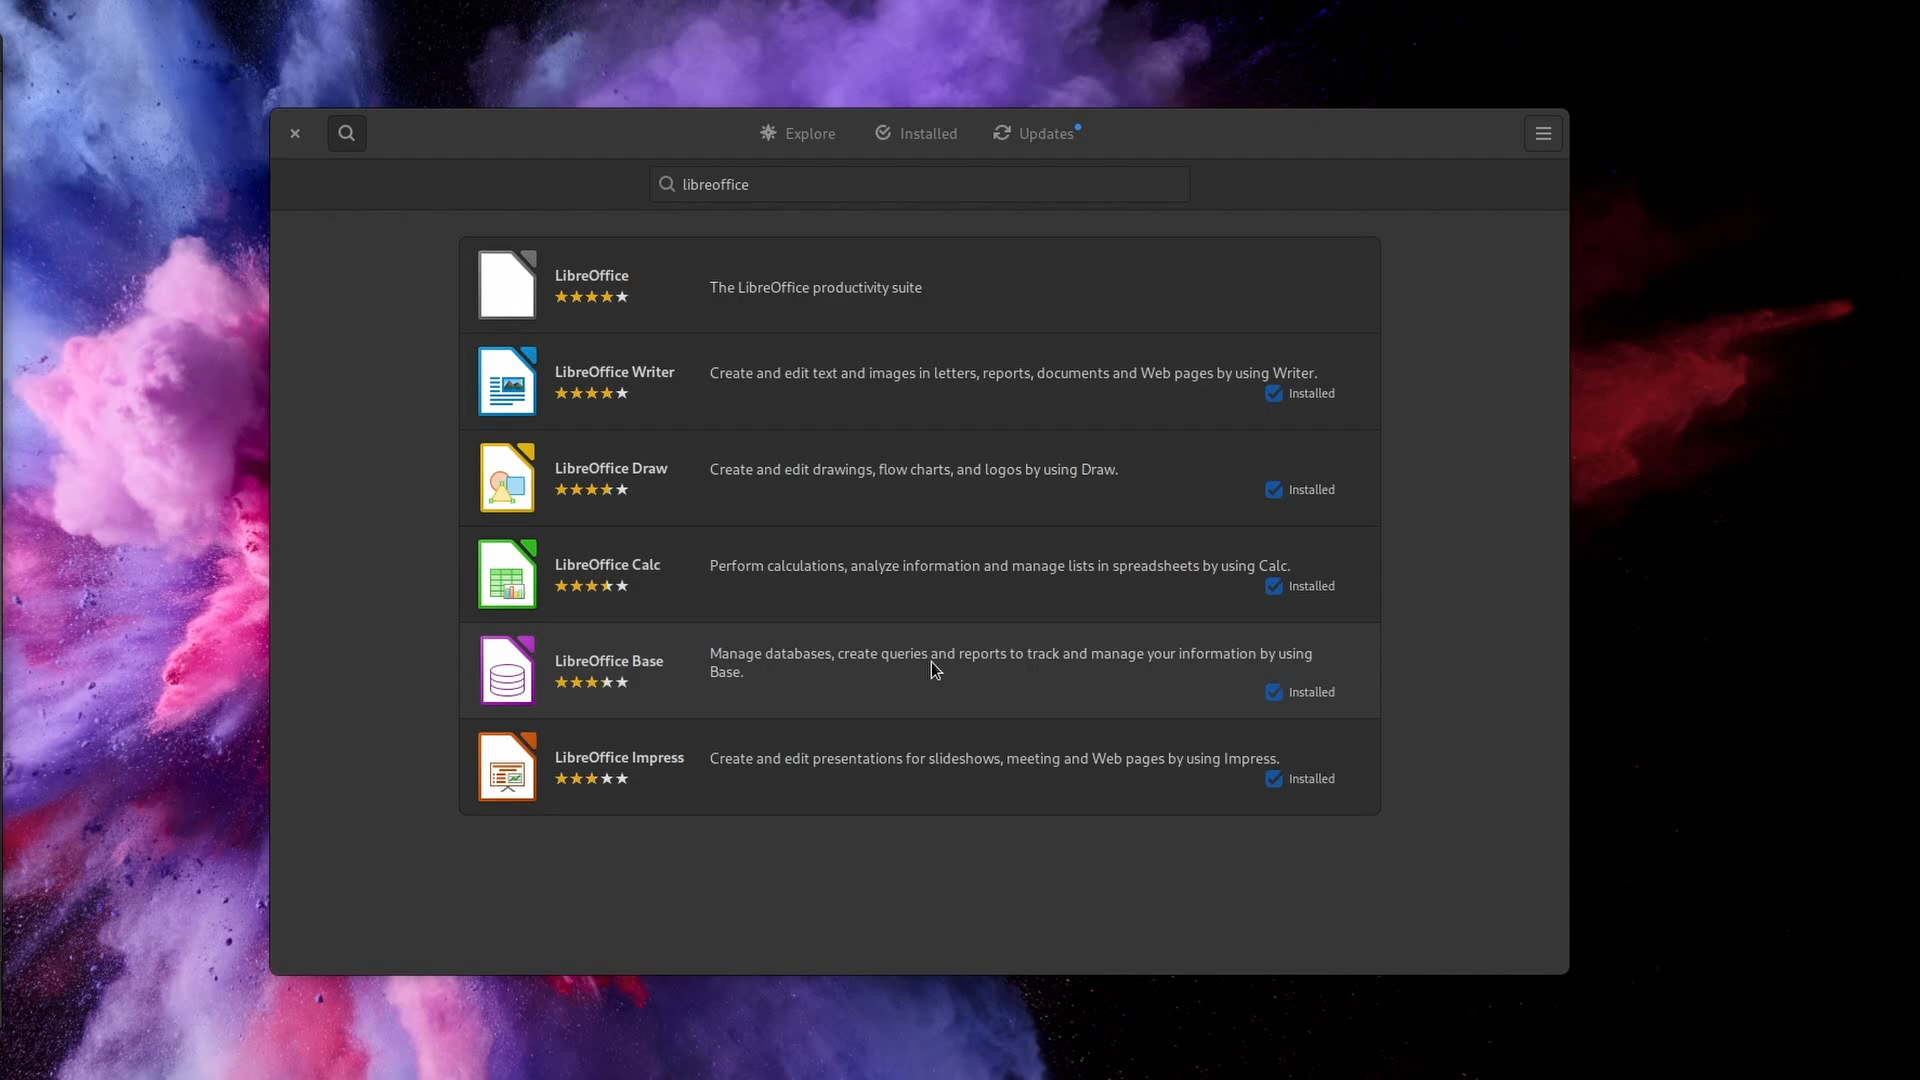 Explore
Installed
Updates
libreoffice
LibreOffice
The LibreOffice productivity suite
LibreOffice Writer
Create and edit text and images in letters, reports, documents and Web pages by using Writer.
Installed
LibreOffice Draw
Create and edit drawings, flow charts, and logos by using Draw.
Installed
LibreOffice Calc
Perform calculations, analyze information and manage lists in spreadsheets by using Calc.
Installed
LibreOffice Base
Manage databases, create queries and reports to track and manage your information by using
Base.
Installed
LibreOffice Impress
Create and edit presentations for slideshows, meeting and Web pages by using Impress.
Installed